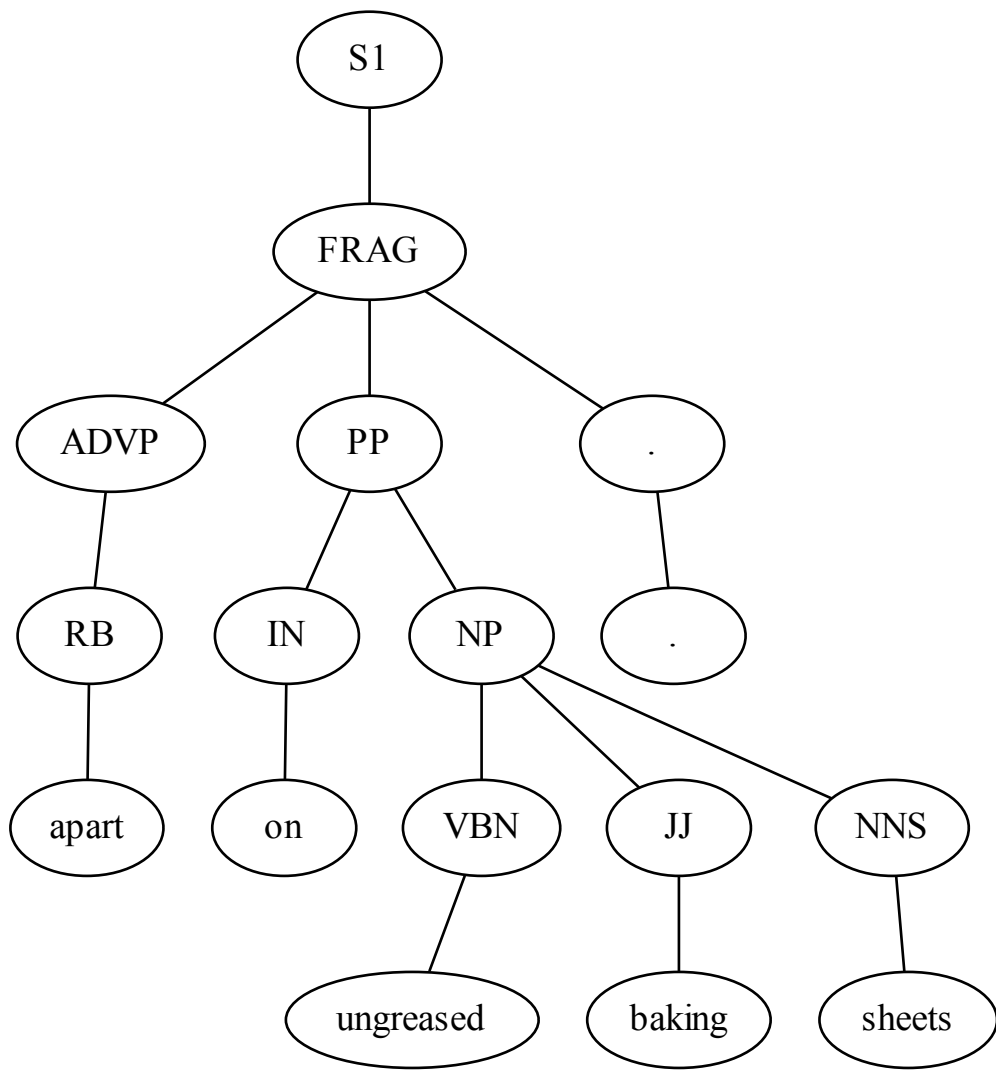 S1
FRAG
ADVP PP .
RB IN NP .
apart on VBN JJ NNS
ungreased baking sheets